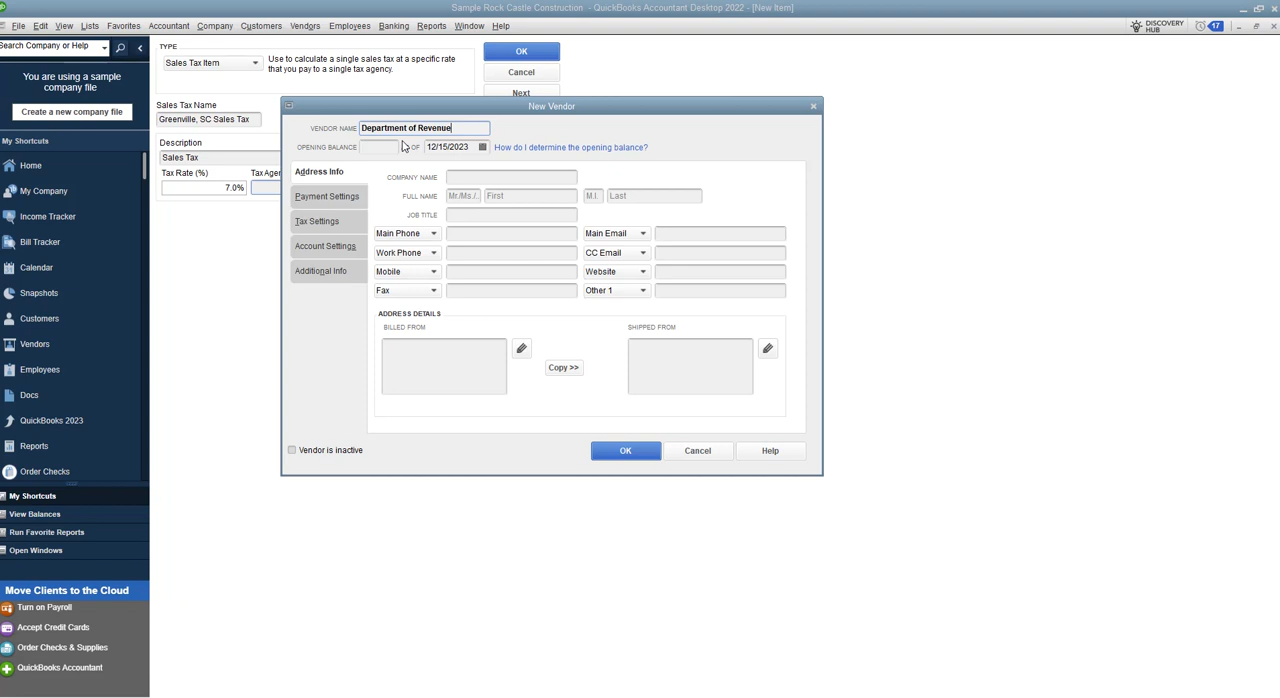 Sample Rock Castle Construction - QuickBooks Accountant Desktop 2022 - [New Item]
File Edit View Lists Favorites Accountant Company Customers Vendors Employees Banking Reports Window Help
DISCOVERY HUB 17
Search Company or Help
You are using a sample company file
Create a new company file
My Shortcuts
Home
My Company
Income Tracker
Bill Tracker
Calendar
Snapshots
Customers
Vendors
Employees
Docs
QuickBooks 2023
Reports
Order Checks
My Shortcuts
View Balances
Run Favorite Reports
Open Windows
Move Clients to the Cloud
Turn on Payroll
Accept Credit Cards
Order Checks & Supplies
QuickBooks Accountant
TYPE
Sales Tax Item
Use to calculate a single sales tax at a specific rate
that you pay to a single tax agency.
OK
Cancel
Next
Sales Tax Name
Greenville, SC Sales Tax
Description
Sales Tax
Tax Rate (%) Tax Agen
7.0%
New Vendor
VENDOR NAME Department of Revenue
OPENING BALANCE OF 12/15/2023 How do I determine the opening balance?
Address Info
Payment Settings
Tax Settings
Account Settings
Additional Info
COMPANY NAME
FULL NAME Mr/Ms./. First M.I. Last
JOB TITLE
Main Phone Main Email
Work Phone CC Email
Mobile Website
Fax Other 1
ADDRESS DETAILS
BILLED FROM SHIPPED FROM
Copy >>
Vendor is inactive
OK Cancel Help